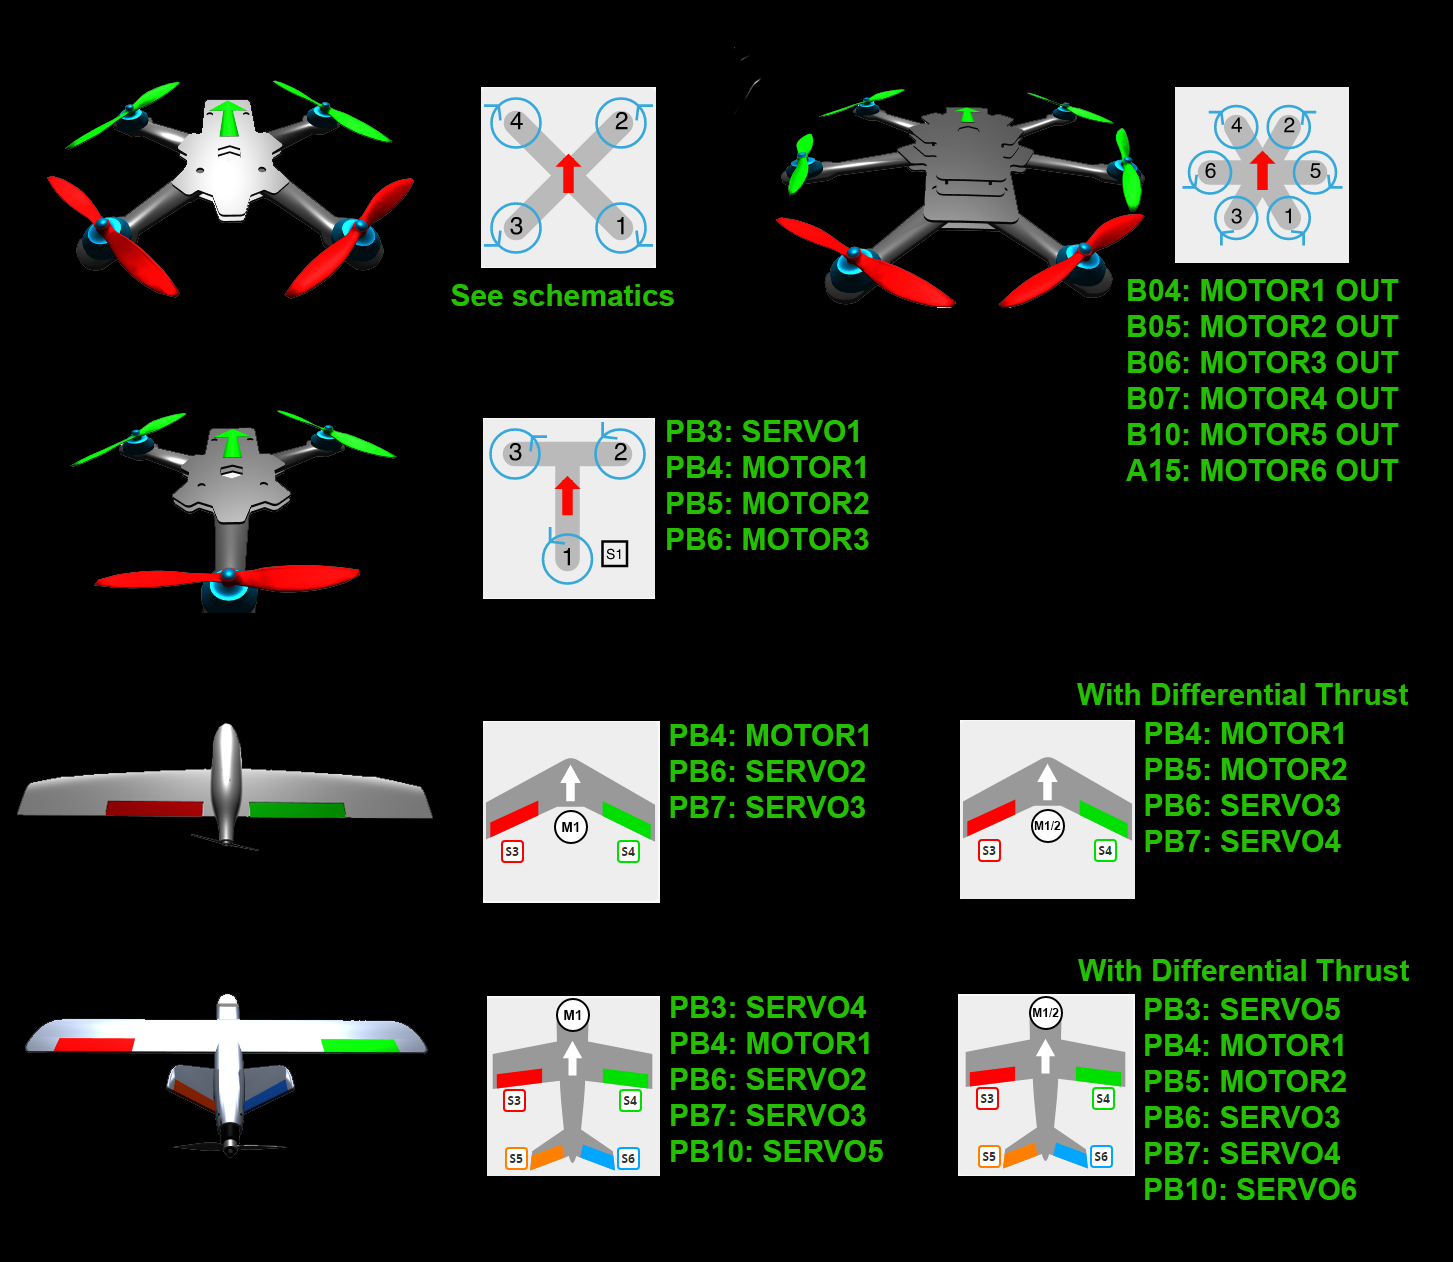 4 2
3 1
See schematics
4 2
6 5
3 1
B04: MOTOR1 OUT
B05: MOTOR2 OUT
B06: MOTOR3 OUT
B07: MOTOR4 OUT
B10: MOTOR5 OUT
A15: MOTOR6 OUT
3 2
1 S1
PB3: SERVO1
PB4: MOTOR1
PB5: MOTOR2
PB6: MOTOR3
M1
S3 S4
PB4: MOTOR1
PB6: SERVO2
PB7: SERVO3
With Differential Thrust
M1/2
S3 S4
PB4: MOTOR1
PB5: MOTOR2
PB6: SERVO3
PB7: SERVO4
M1
S3 S4
S5 S6
PB3: SERVO4
PB4: MOTOR1
PB6: SERVO2
PB7: SERVO3
PB10: SERVO5
With Differential Thrust
M1/2
S3 S4
S5 S6
PB3: SERVO5
PB4: MOTOR1
PB5: MOTOR2
PB6: SERVO3
PB7: SERVO4
PB10: SERVO6